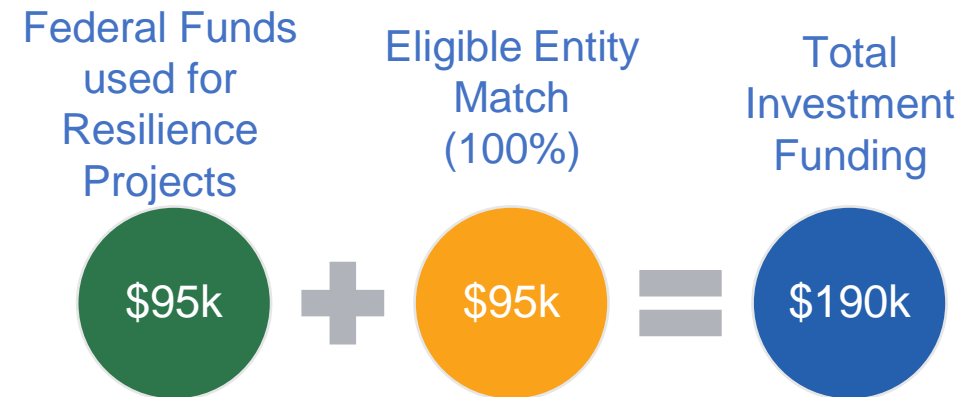 Federal Funds
used for
Resilience
Projects
Eligible Entity
Match
(100%)
Total
Investment
Funding
$95k
$95k
$190k